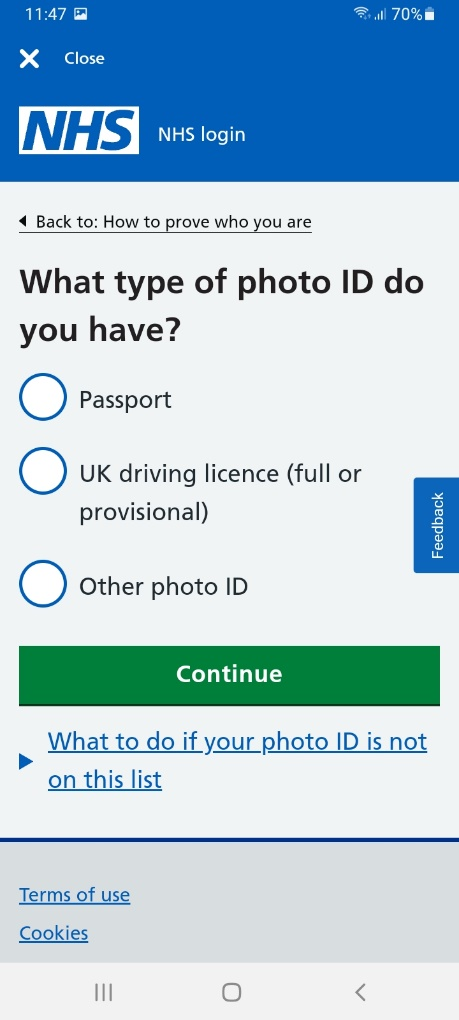 11:47 70%
Close
NHS NHS login
Back to: How to prove who you are
What type of photo ID do
you have?
Passport
UK driving licence (full or
provisional)
Feedback
Other photo ID
Continue
What to do if your photo ID is not
on this list
Terms of use
Cookies